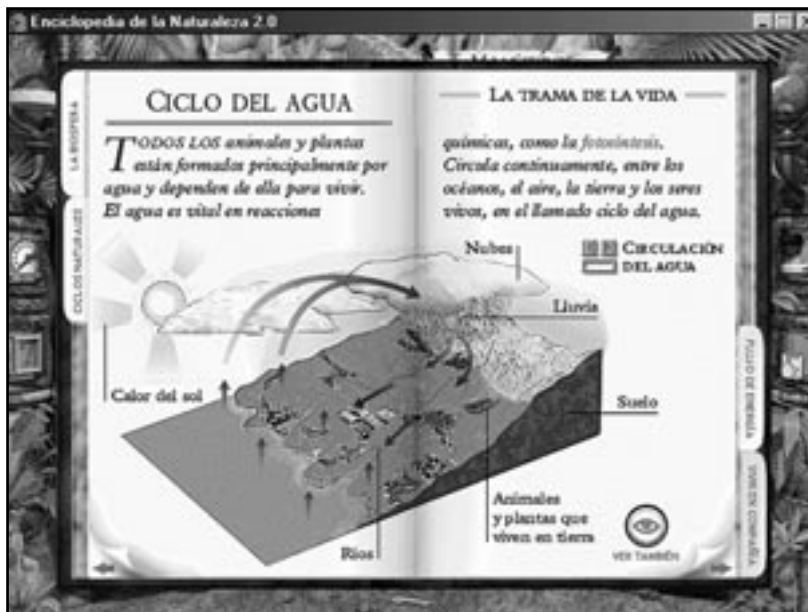 Enciclopedia de la Naturaleza 2.0
CICLO DEL AGUA
TODOS LOS animales y plantas
están formados principalmente por
agua y dependen de ella para vivir.
El agua es vital en reacciones
LA TRAMA DE LA VIDA
químicas, como la fotosíntesis.
Circula continuamente, entre los
océanos, el aire, la tierra y los seres
vivos, en el llamado ciclo del agua.
CIRCULACIÓN
DEL AGUA
Nubes
Lluvia
Calor del sol
Suelo
Animales
y plantas que
viven en tierra
Ríos
VER TAMBIÉN
LA BIOSFERA
CICLOS NATURALES
FLUJO DE ENERGÍA
VIVIR EN COMPAÑÍA